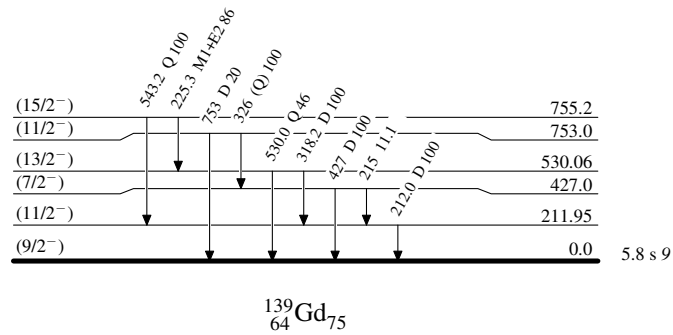 543.2 Q 100
225.3 M1+E2 86
753 D 20
326 (Q) 100
530.0 Q 46
318.2 D 100
427 D 100
215 11.1
212.0 D 100
(15/2⁻) 755.2
(11/2⁻) 753.0
(13/2⁻) 530.06
(7/2⁻) 427.0
(11/2⁻) 211.95
(9/2⁻) 0.0 5.8 s 9
¹³⁹₆₄Gd₇₅